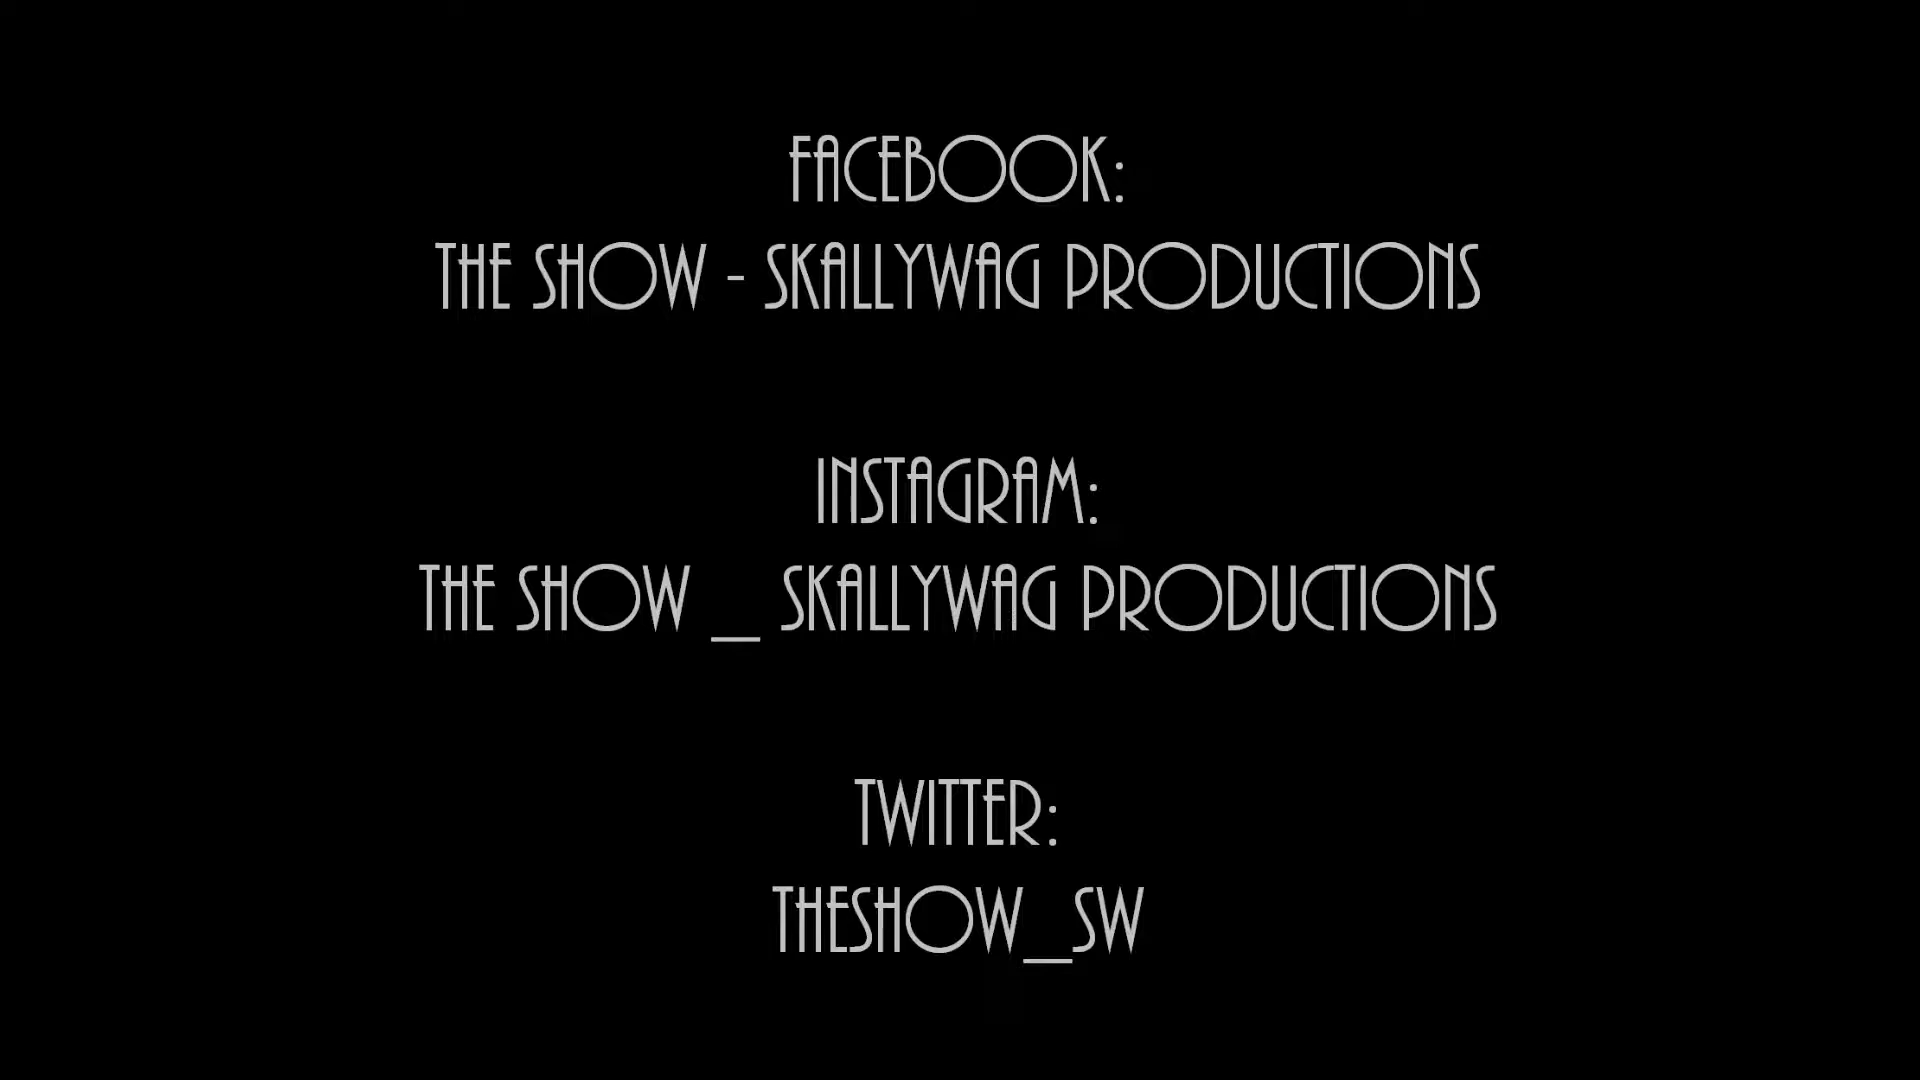 FACEBOOK:
THE SHOW - SKALLYWAG PRODUCTIONS
INSTAGRAM:
THE SHOW _ SKALLYWAG PRODUCTIONS
TWITTER:
THESHOW_SW